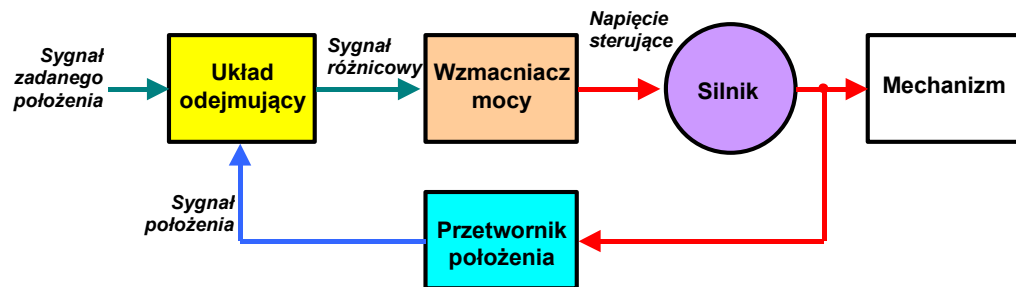 Sygnał
zadanego
położenia
Układ
odejmujący
Sygnał
różnicowy
Wzmacniacz
mocy
Napięcie
sterujące
Silnik
Mechanizm
Sygnał
położenia
Przetwornik
położenia